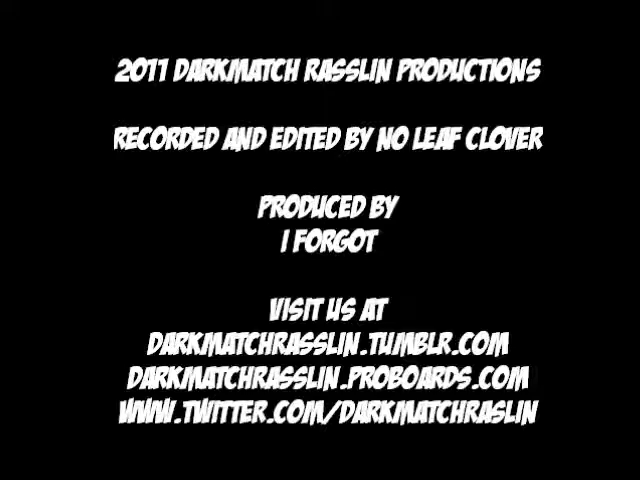 2011 DARKMATCH RASSLIN PRODUCTIONS
RECORDED AND EDITED BY NO LEAF CLOVER
PRODUCED BY
I FORGOT
VISIT US AT
DARKMATCHRASSLIN.TUMBLR.COM
DARKMATCHRASSLIN.PROBOARDS.COM
WWW.TWITTER.COM/DARKMATCHRASLIN